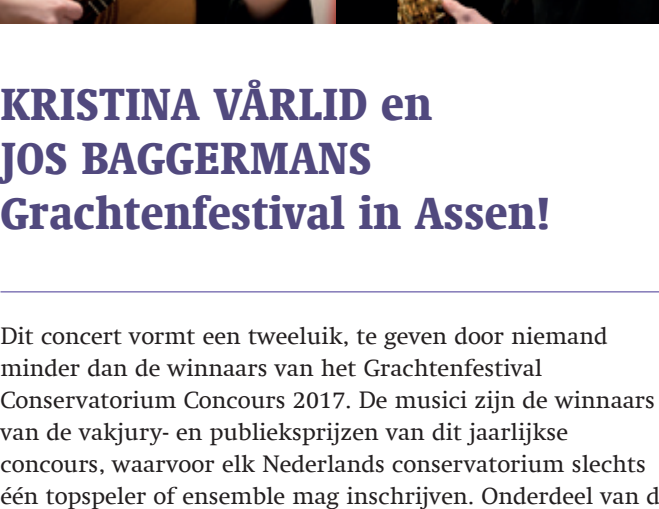 KRISTINA VÅRLID en
JOS BAGGERMANS
Grachtenfestival in Assen!
Dit concert vormt een tweeluik, te geven door niemand
minder dan de winnaars van het Grachtenfestival
Conservatorium Concours 2017. De musici zijn de winnaars
van de vakjury- en publieksprijzen van dit jaarlijkse
concours, waarvoor elk Nederlands conservatorium slechts
één topspeler of ensemble mag inschrijven. Onderdeel van d